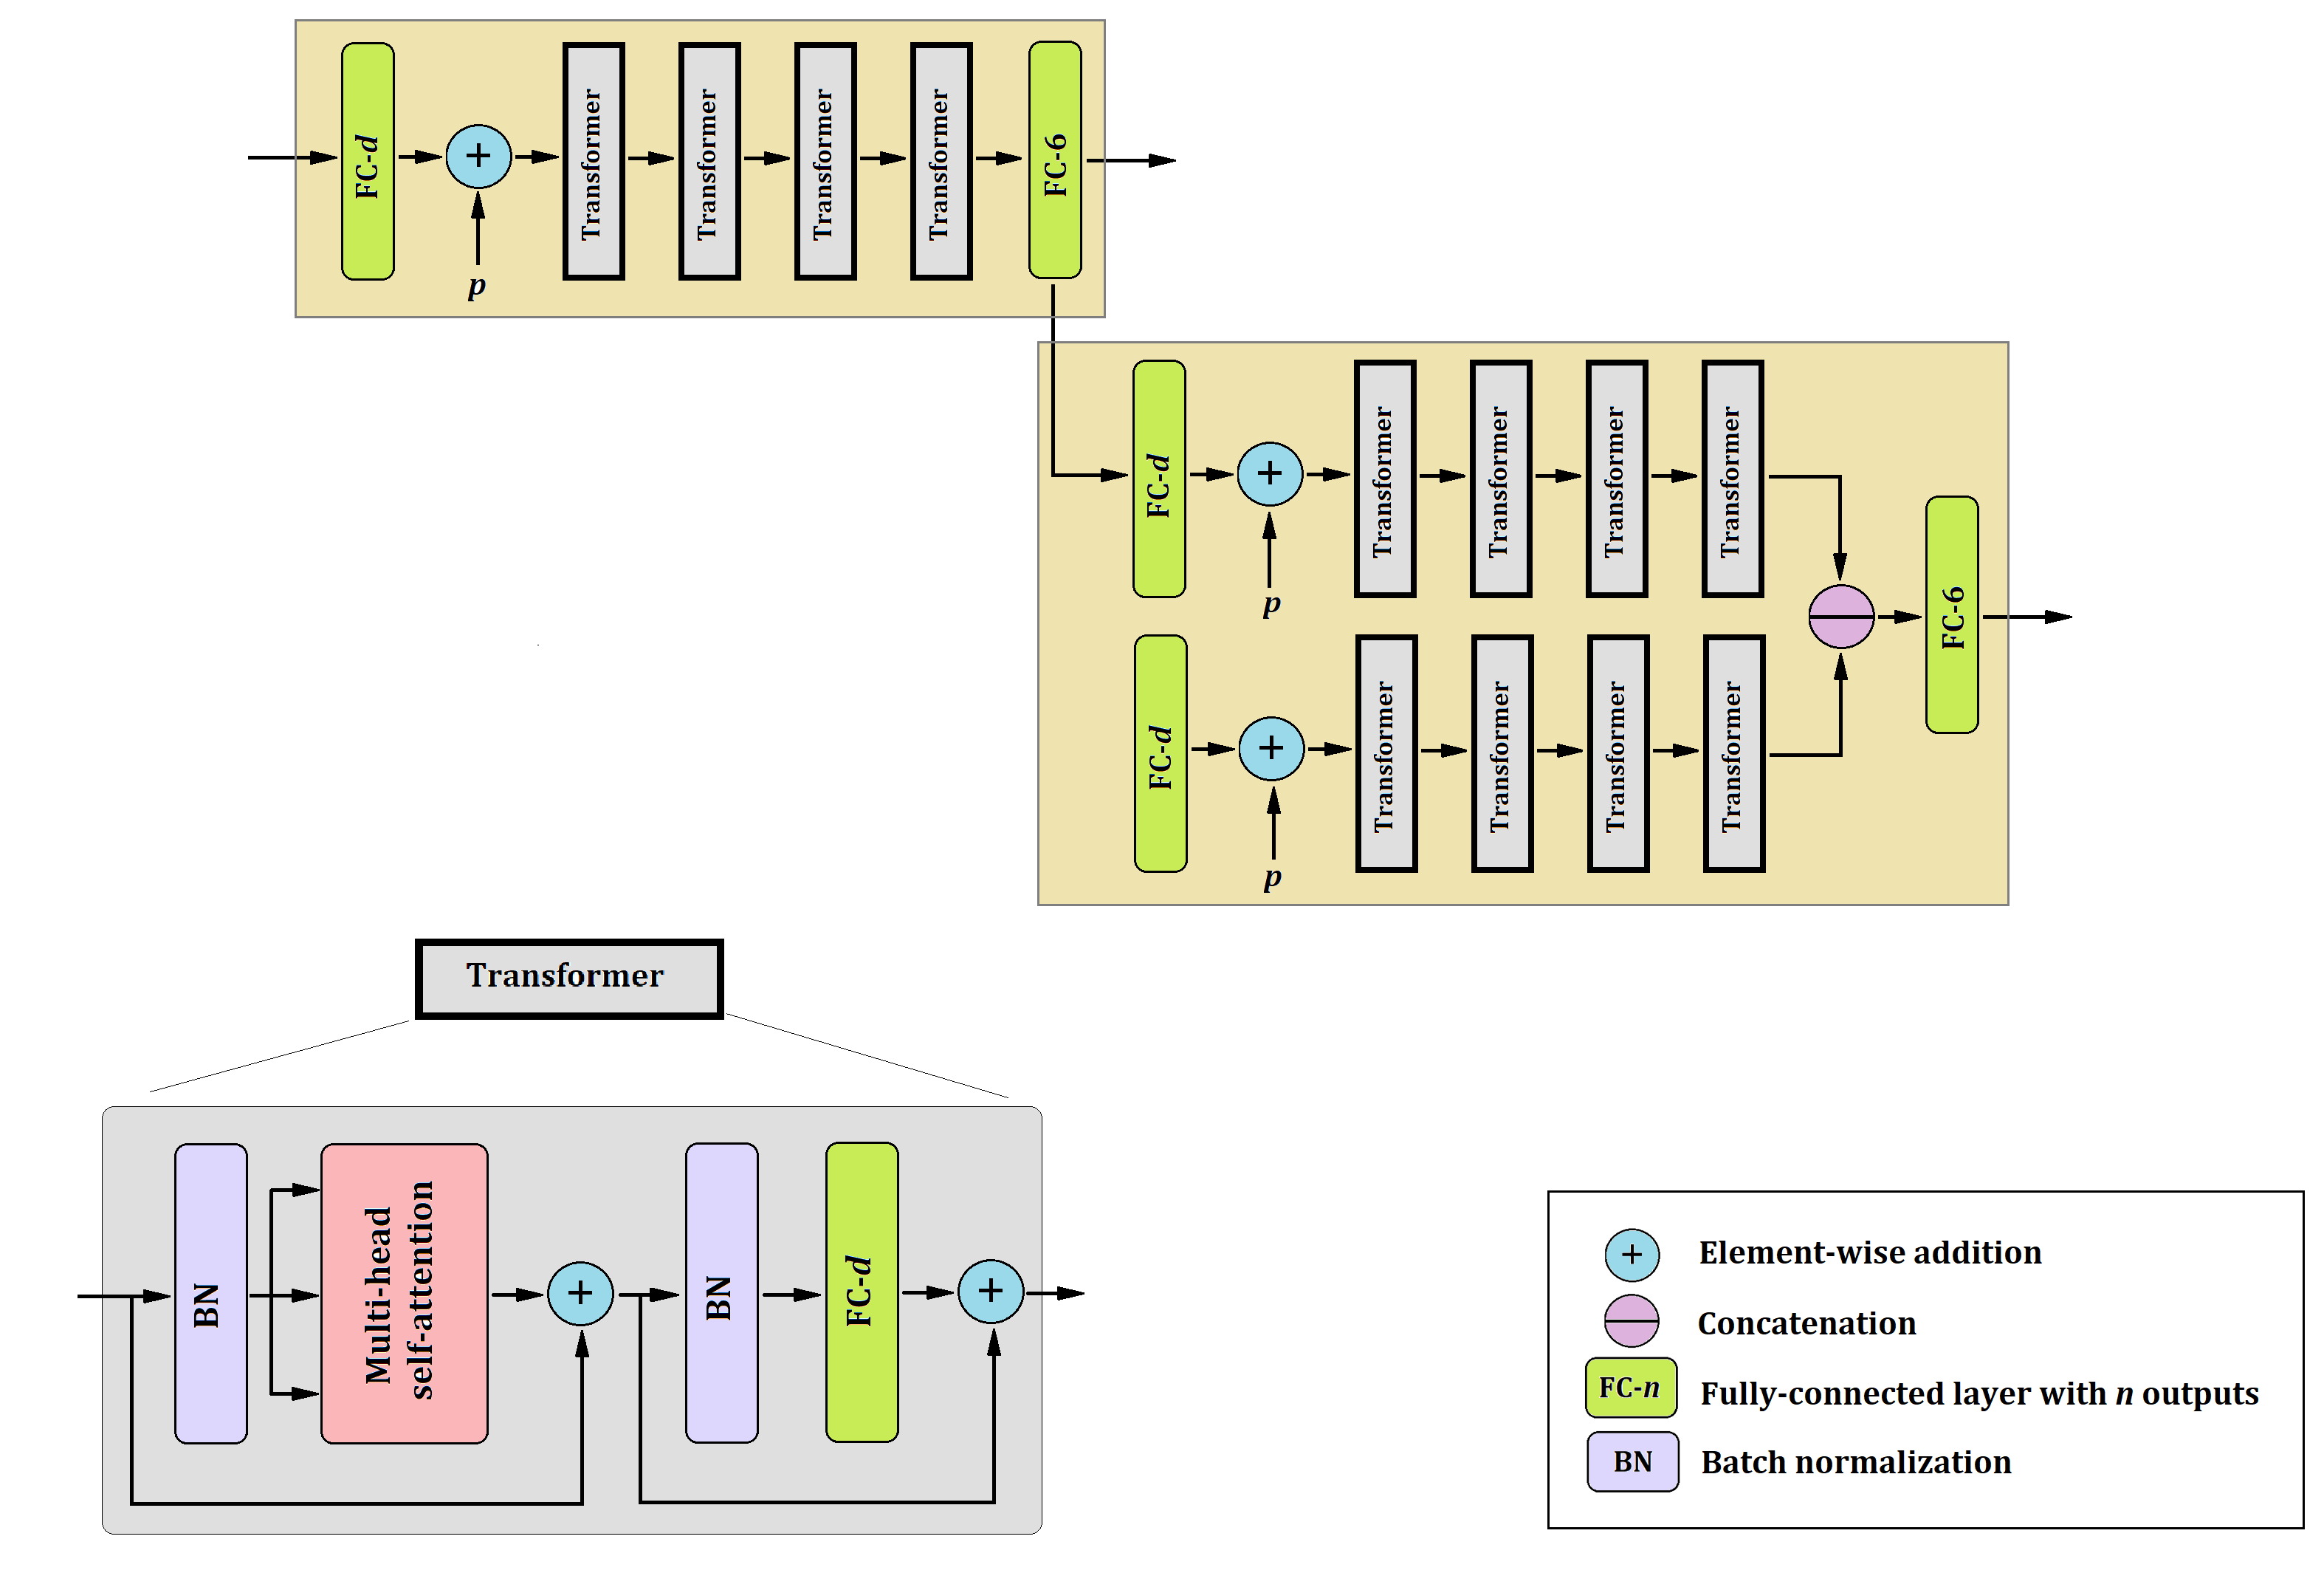 FC-d
+
p
Transformer
Transformer
Transformer
Transformer
FC-6
FC-d
+
p
Transformer
Transformer
Transformer
Transformer
FC-d
+
p
Transformer
Transformer
Transformer
Transformer
FC-6
Transformer
BN
Multi-head
self-attention
+
BN
FC-d
+
+ Element-wise addition
Concatenation
FC-n Fully-connected layer with n outputs
BN Batch normalization